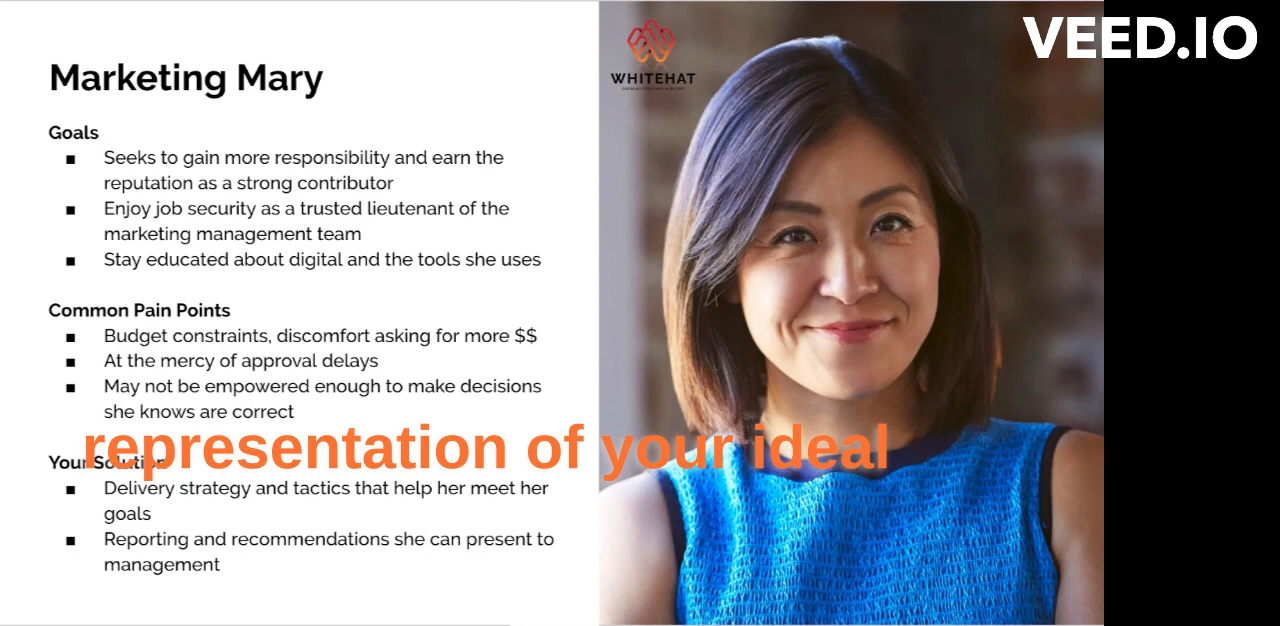 VEED.IO
WHITEHAT
Marketing Mary
Goals
■ Seeks to gain more responsibility and earn the
reputation as a strong contributor
■ Enjoy job security as a trusted lieutenant of the
marketing management team
■ Stay educated about digital and the tools she uses
Common Pain Points
■ Budget constraints, discomfort asking for more $$
■ At the mercy of approval delays
■ May not be empowered enough to make decisions
she knows are correct
representation of your ideal
Your Solution
■ Delivery strategy and tactics that help her meet her
goals
■ Reporting and recommendations she can present to
management